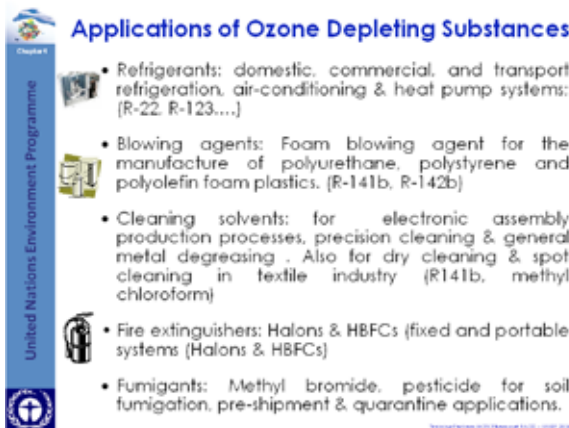 Applications of Ozone Depleting Substances
Chapter 4
United Nations Environment Programme
• Refrigerants: domestic, commercial, and transport
refrigeration, air-conditioning & heat pump systems:
(R-22, R-123....)
• Blowing agents: Foam blowing agent for the
manufacture of polyurethane, polystyrene and
polyolefin foam plastics. (R-141b, R-142b)
• Cleaning solvents: for electronic assembly
production processes, precision cleaning & general
metal degreasing . Also for dry cleaning & spot
cleaning in textile industry (R141b, methyl
chloroform)
• Fire extinguishers: Halons & HBFCs (fixed and portable
systems (Halons & HBFCs)
• Fumigants: Methyl bromide, pesticide for soil
fumigation, pre-shipment & quarantine applications.